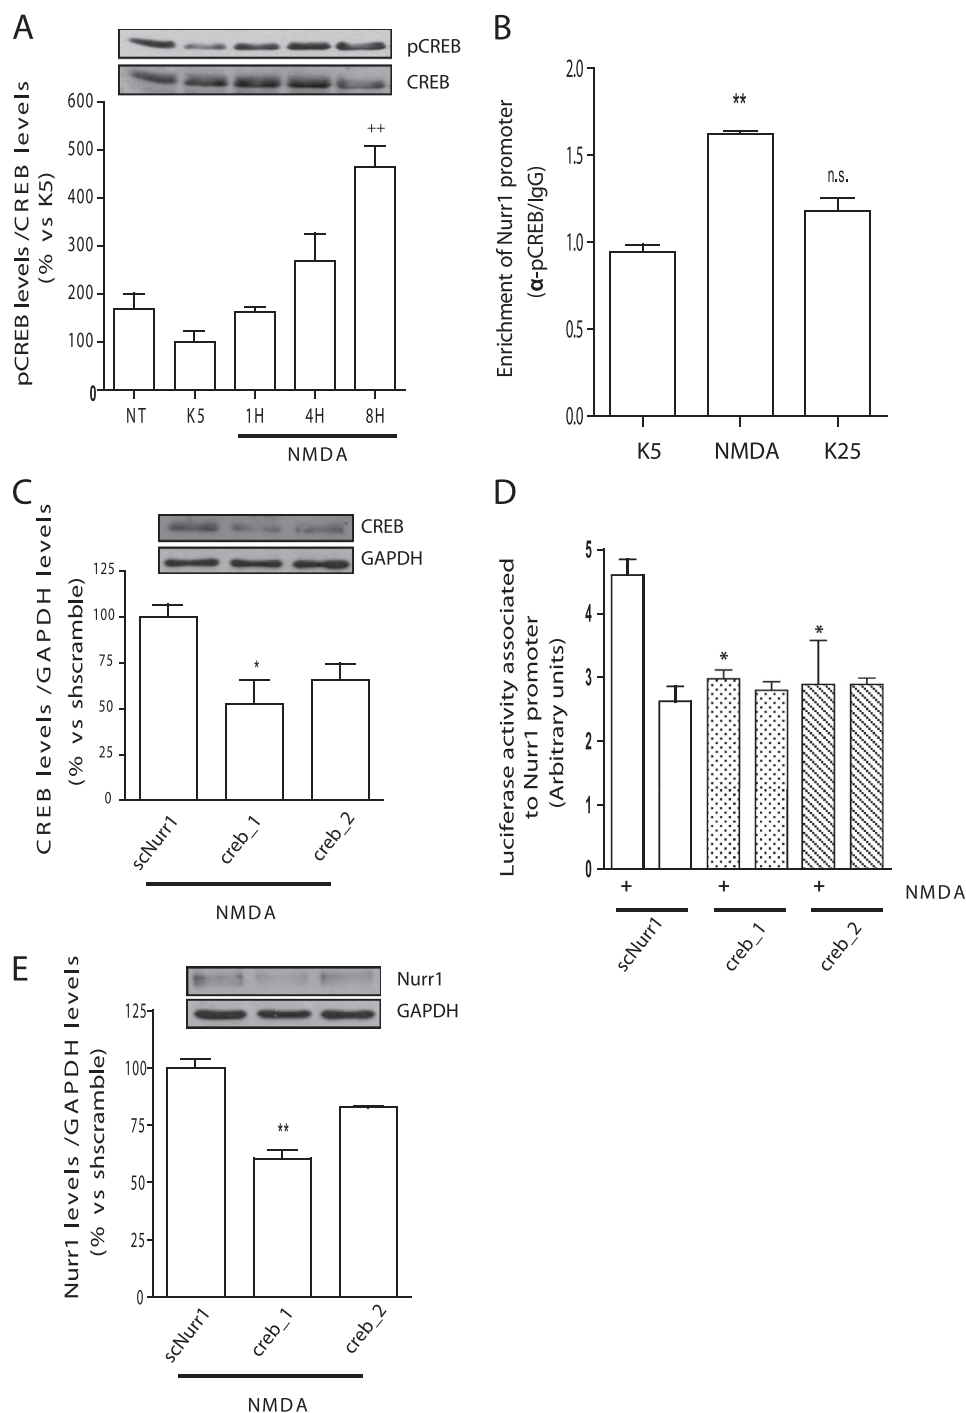 A
pCREB
CREB
pCREB levels /CREB levels
(% vs K5)
600
500
400
300
200
100
0
++
NT K5 1H 4H 8H
NMDA
B
Enrichment of Nurr1 promoter
(α-pCREB/IgG)
2.0
1.5
1.0
0.5
0.0
**
n.s.
K5 NMDA K25
C
CREB
GAPDH
CREB levels /GAPDH levels
(% vs shscramble)
125
100
75
50
25
0
*
scNurr1 creb_1 creb_2
NMDA
D
Luciferase activity associated
to Nurr1 promoter
(Arbitrary units)
5
4
3
2
1
0
*
*
+ + + NMDA
scNurr1 creb_1 creb_2
E
Nurr1
GAPDH
Nurr1 levels /GAPDH levels
(% vs shscramble)
125
100
75
50
25
0
**
scNurr1 creb_1 creb_2
NMDA